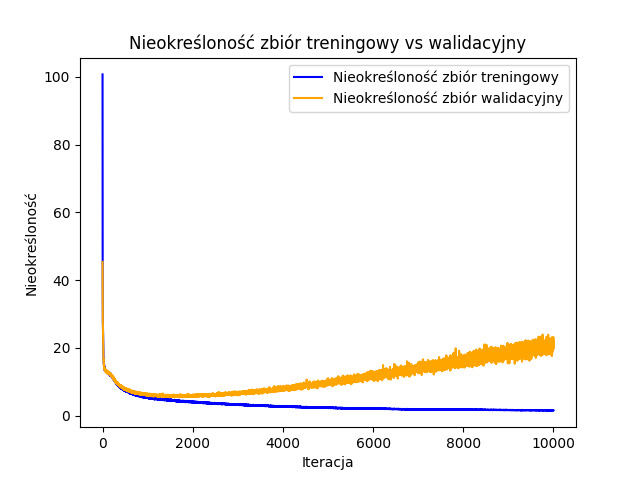 Nieokreśloność zbiór treningowy vs walidacyjny
Nieokreśloność zbiór treningowy
Nieokreśloność zbiór walidacyjny
Nieokreśloność
100
80
60
40
20
0
0 2000 4000 6000 8000 10000
Iteracja